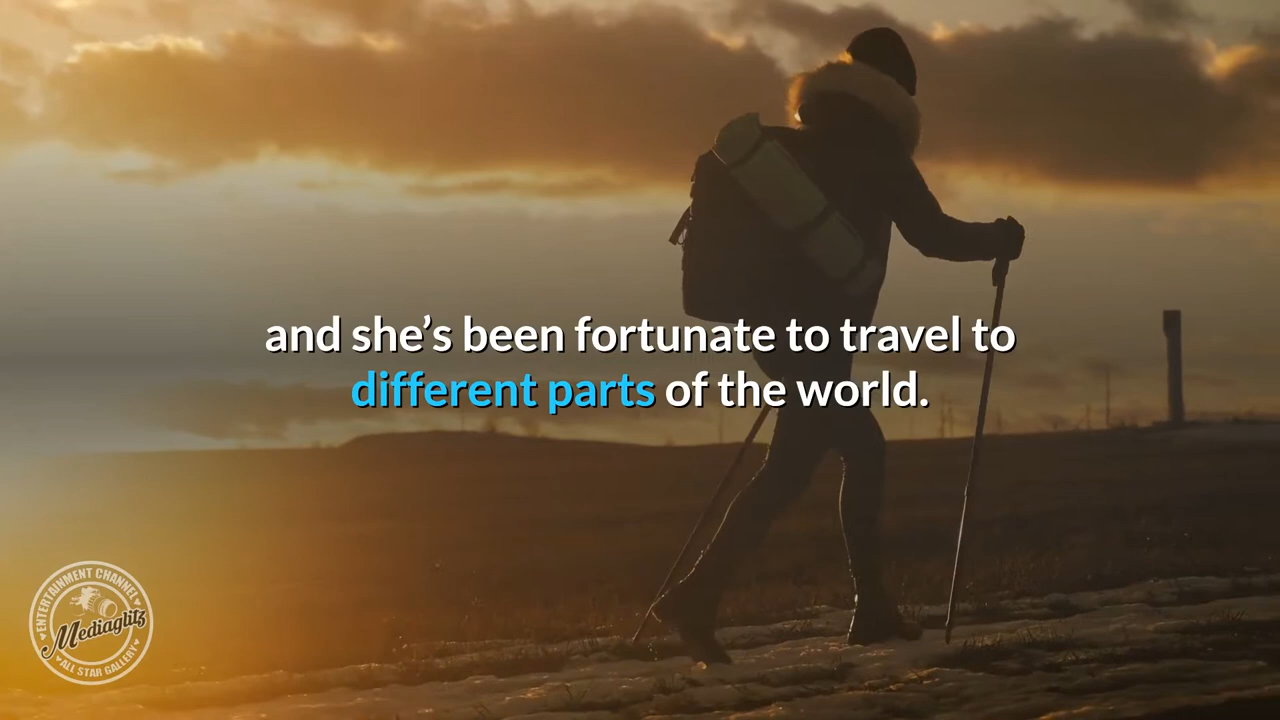 and she’s been fortunate to travel to
different parts of the world.
ENTERTAINMENT CHANNEL
Mediaglitz
ALL STAR GALLERY